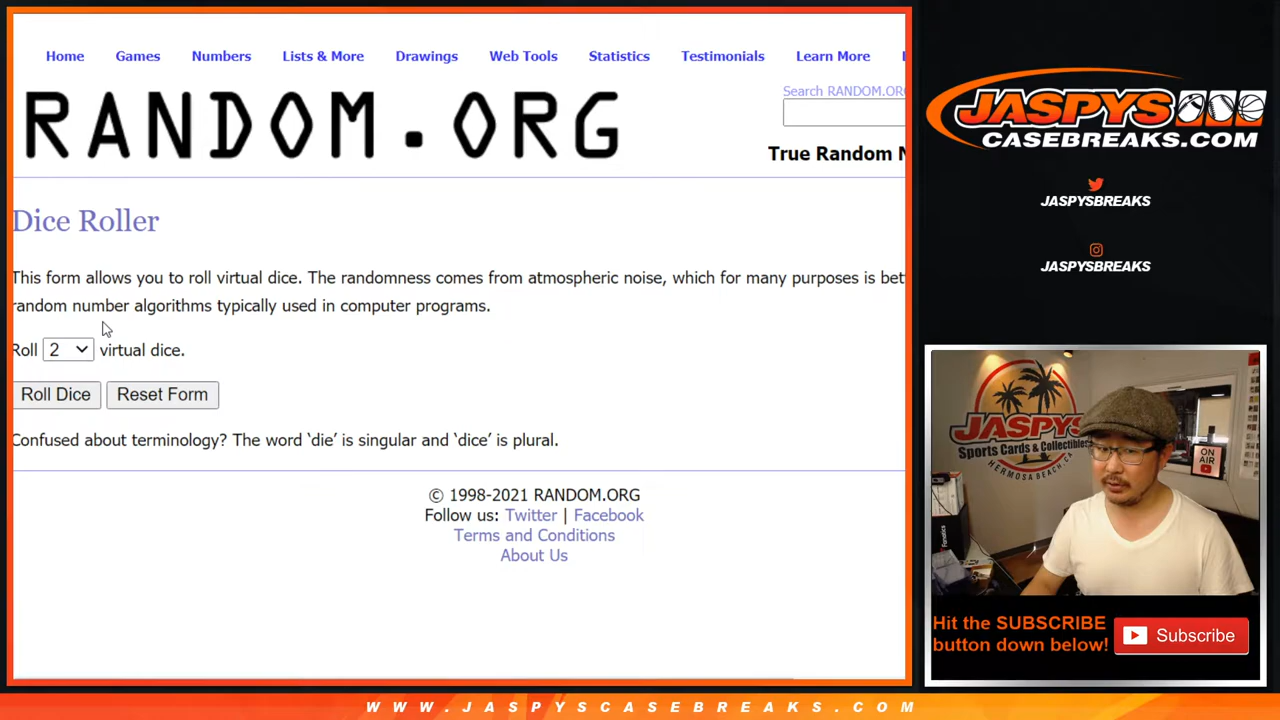 Home Games Numbers Lists & More Drawings Web Tools Statistics Testimonials Learn More
RANDOM.ORG
Search RANDOM.ORG
True Random N
Dice Roller
This form allows you to roll virtual dice. The randomness comes from atmospheric noise, which for many purposes is bet
random number algorithms typically used in computer programs.
Roll 2 virtual dice.
Roll Dice Reset Form
Confused about terminology? The word 'die' is singular and 'dice' is plural.
© 1998-2021 RANDOM.ORG
Follow us: Twitter | Facebook
Terms and Conditions
About Us
JASPYS
CASEBREAKS.COM
JASPYSBREAKS
JASPYSBREAKS
JASPYS
Sports Cards & Collectibles
HERMOSA BEACH, CA
ON AIR
Fanatics
Hit the SUBSCRIBE
button down below!
Subscribe
WWW.JASPYSCASEBREAKS.COM